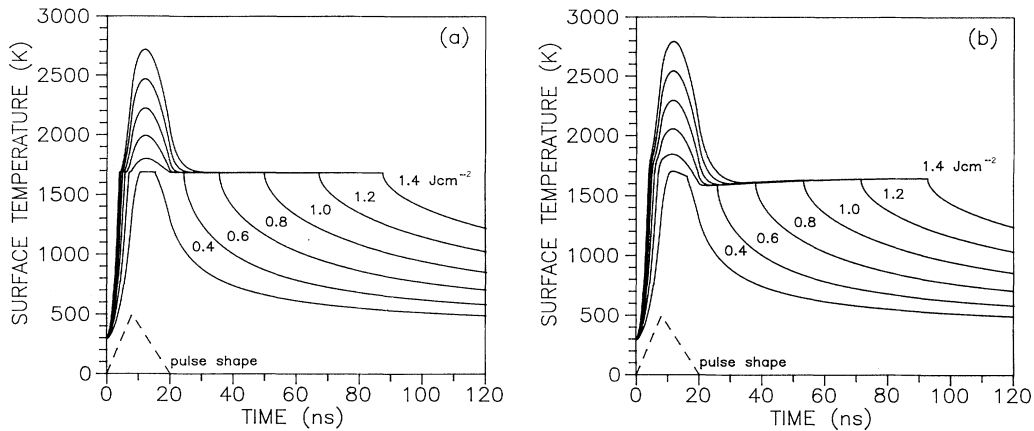 (a)
SURFACE TEMPERATURE (K)
3000
2500
2000
1500
1000
500
0
1.4 Jcm⁻²
1.2
1.0
0.8
0.6
0.4
pulse shape
0 20 40 60 80 100 120
TIME (ns)
(b)
SURFACE TEMPERATURE (K)
3000
2500
2000
1500
1000
500
0
1.4 Jcm⁻²
1.2
1.0
0.8
0.6
0.4
pulse shape
0 20 40 60 80 100 120
TIME (ns)